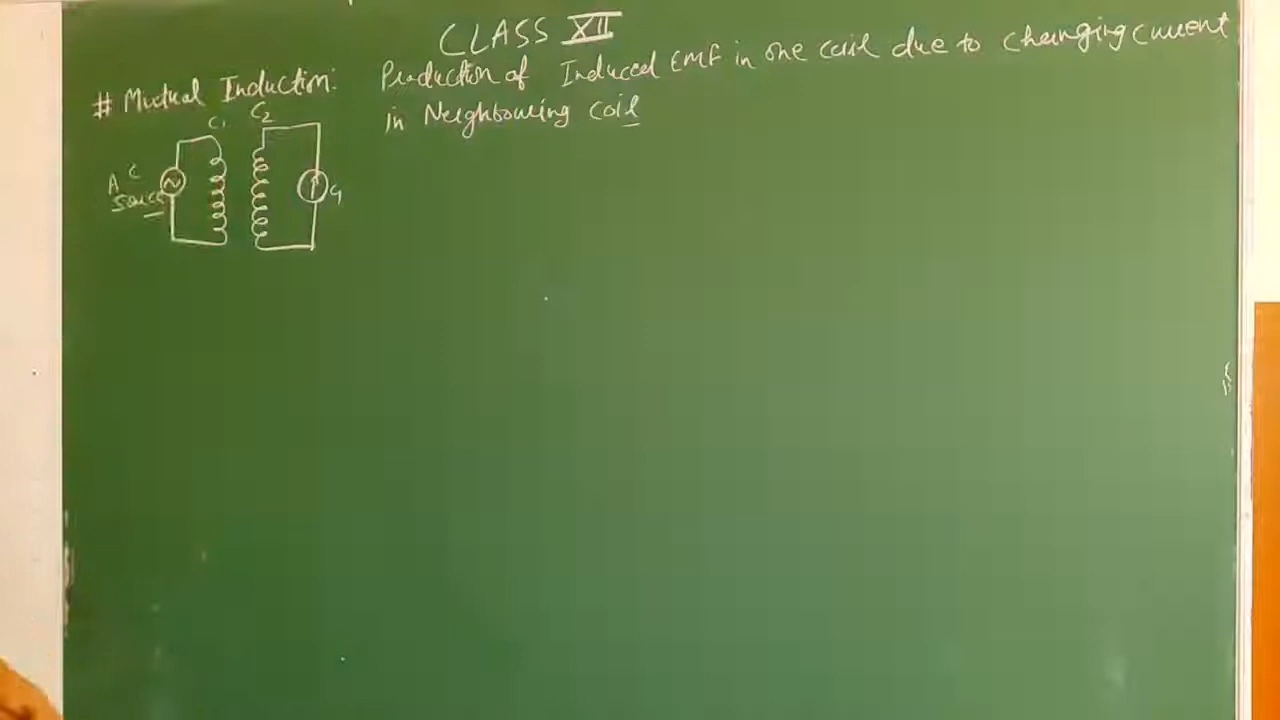 CLASS XII
# Mutual Induction: Production of Induced EMF in one coil due to changing current
in Neighbouring coil
C1 C2
AC
Source
G